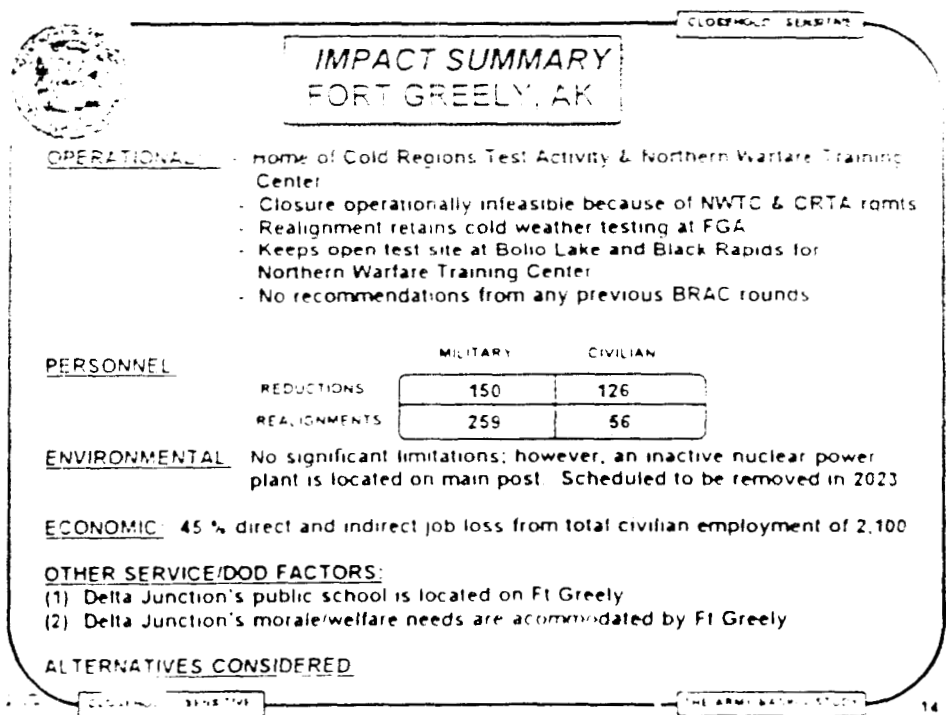 CLOSEHOLD SENSITIVE
IMPACT SUMMARY
FORT GREELY, AK
OPERATIONAL: - Home of Cold Regions Test Activity & Northern Warfare Training
Center
- Closure operationally infeasible because of NWTC & CRTA rqmts
- Realignment retains cold weather testing at FGA
- Keeps open test site at Bolio Lake and Black Rapids for
Northern Warfare Training Center
- No recommendations from any previous BRAC rounds
PERSONNEL
MILITARY CIVILIAN
REDUCTIONS 150 126
REALIGNMENTS 259 56
ENVIRONMENTAL No significant limitations; however, an inactive nuclear power
plant is located on main post. Scheduled to be removed in 2023
ECONOMIC: 45 % direct and indirect job loss from total civilian employment of 2,100
OTHER SERVICE/DOD FACTORS:
(1) Delta Junction's public school is located on Ft Greely
(2) Delta Junction's morale/welfare needs are acommodated by Ft Greely
ALTERNATIVES CONSIDERED
CLOSEHOLD SENSITIVE
THE ARMY BASING STUDY
14